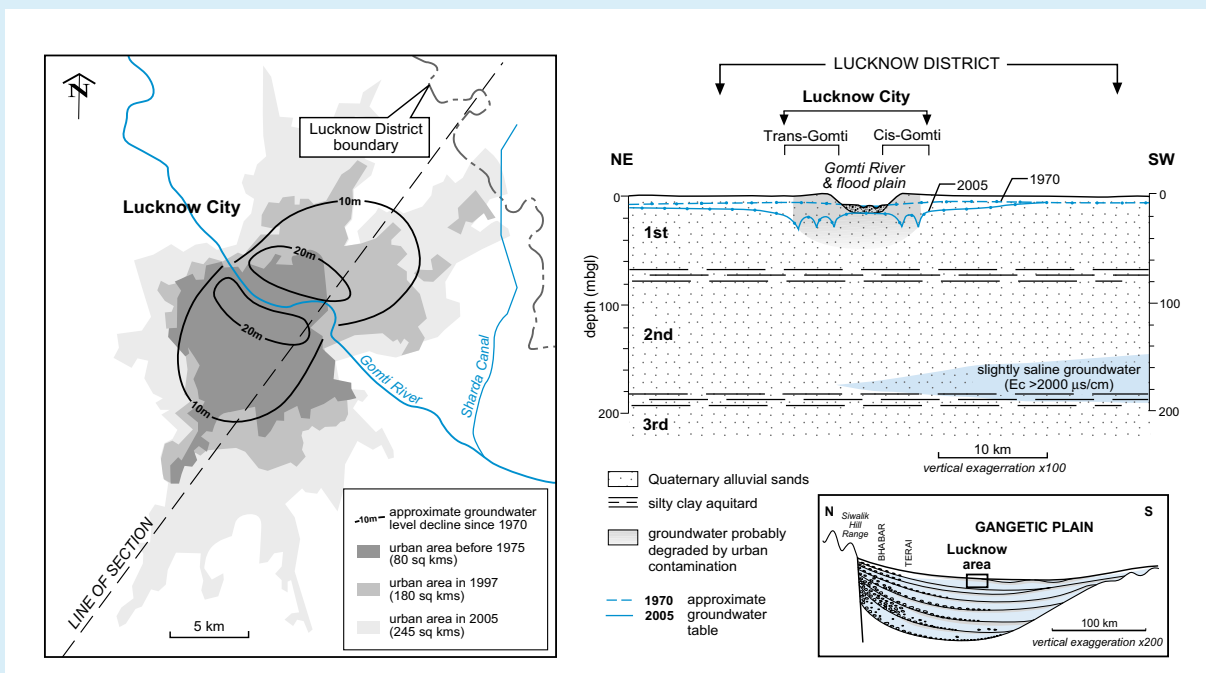 N
Lucknow District
boundary
Lucknow City
10m
20m
20m
10m
Gomti River
Sharda Canal
LINE OF SECTION
5 km
-10m- approximate groundwater
level decline since 1970
urban area before 1975
(80 sq kms)
urban area in 1997
(180 sq kms)
urban area in 2005
(245 sq kms)
LUCKNOW DISTRICT
Lucknow City
Trans-Gomti Cis-Gomti
NE
SW
Gomti River
& flood plain
2005
1970
0
100
200
depth (mbgl)
0
100
200
1st
2nd
3rd
slightly saline groundwater
(Ec >2000 µs/cm)
10 km
vertical exagerration x100
Quaternary alluvial sands
silty clay aquitard
groundwater probably
degraded by urban
contamination
1970 approximate
2005 groundwater
table
N
S
Siwalik
Hill
Range
BHABAR
TERAI
GANGETIC PLAIN
Lucknow
area
100 km
vertical exaggeration x200